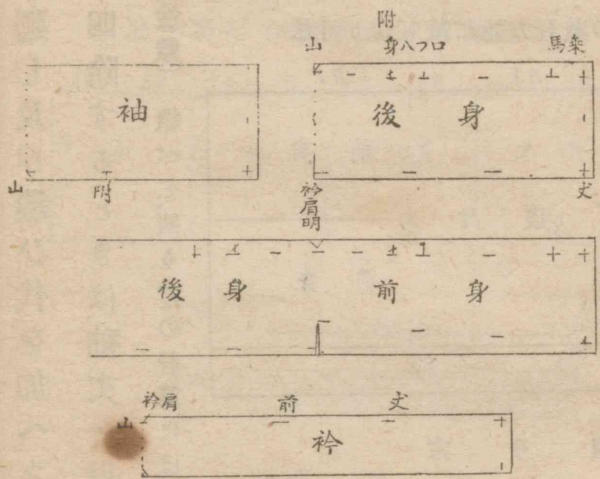 附
山 身八ツ口 馬乗
袖 後身
山 附 衿肩明 丈
後身 前身
衿肩 前 丈
山
衿